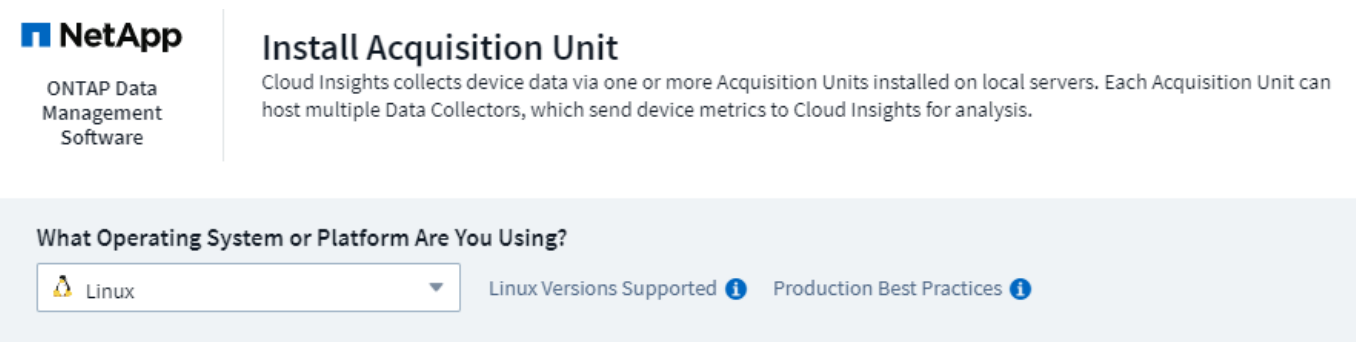 NetApp
ONTAP Data
Management
Software
Install Acquisition Unit
Cloud Insights collects device data via one or more Acquisition Units installed on local servers. Each Acquisition Unit can
host multiple Data Collectors, which send device metrics to Cloud Insights for analysis.
What Operating System or Platform Are You Using?
Linux
Linux Versions Supported
Production Best Practices